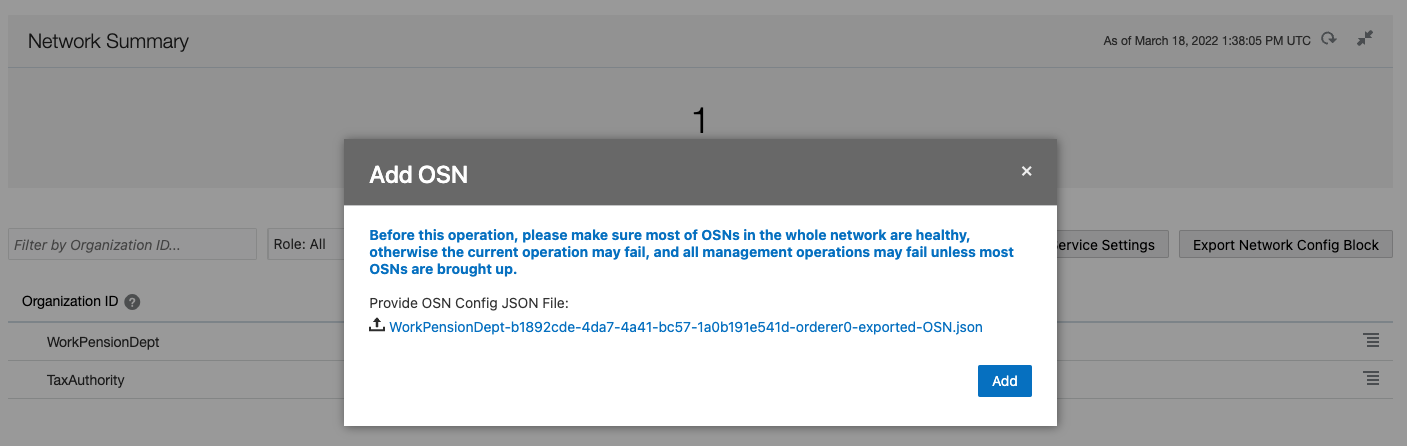 Network Summary
As of March 18, 2022 1:38:05 PM UTC
1
Add OSN
×
Before this operation, please make sure most of OSNs in the whole network are healthy,
otherwise the current operation may fail, and all management operations may fail unless most
OSNs are brought up.
Filter by Organization ID...
Role: All
Service Settings
Export Network Config Block
Provide OSN Config JSON File:
Organization ID ?
WorkPensionDept-b1892cde-4da7-4a41-bc57-1a0b191e541d-orderer0-exported-OSN.json
WorkPensionDept
TaxAuthority
Add